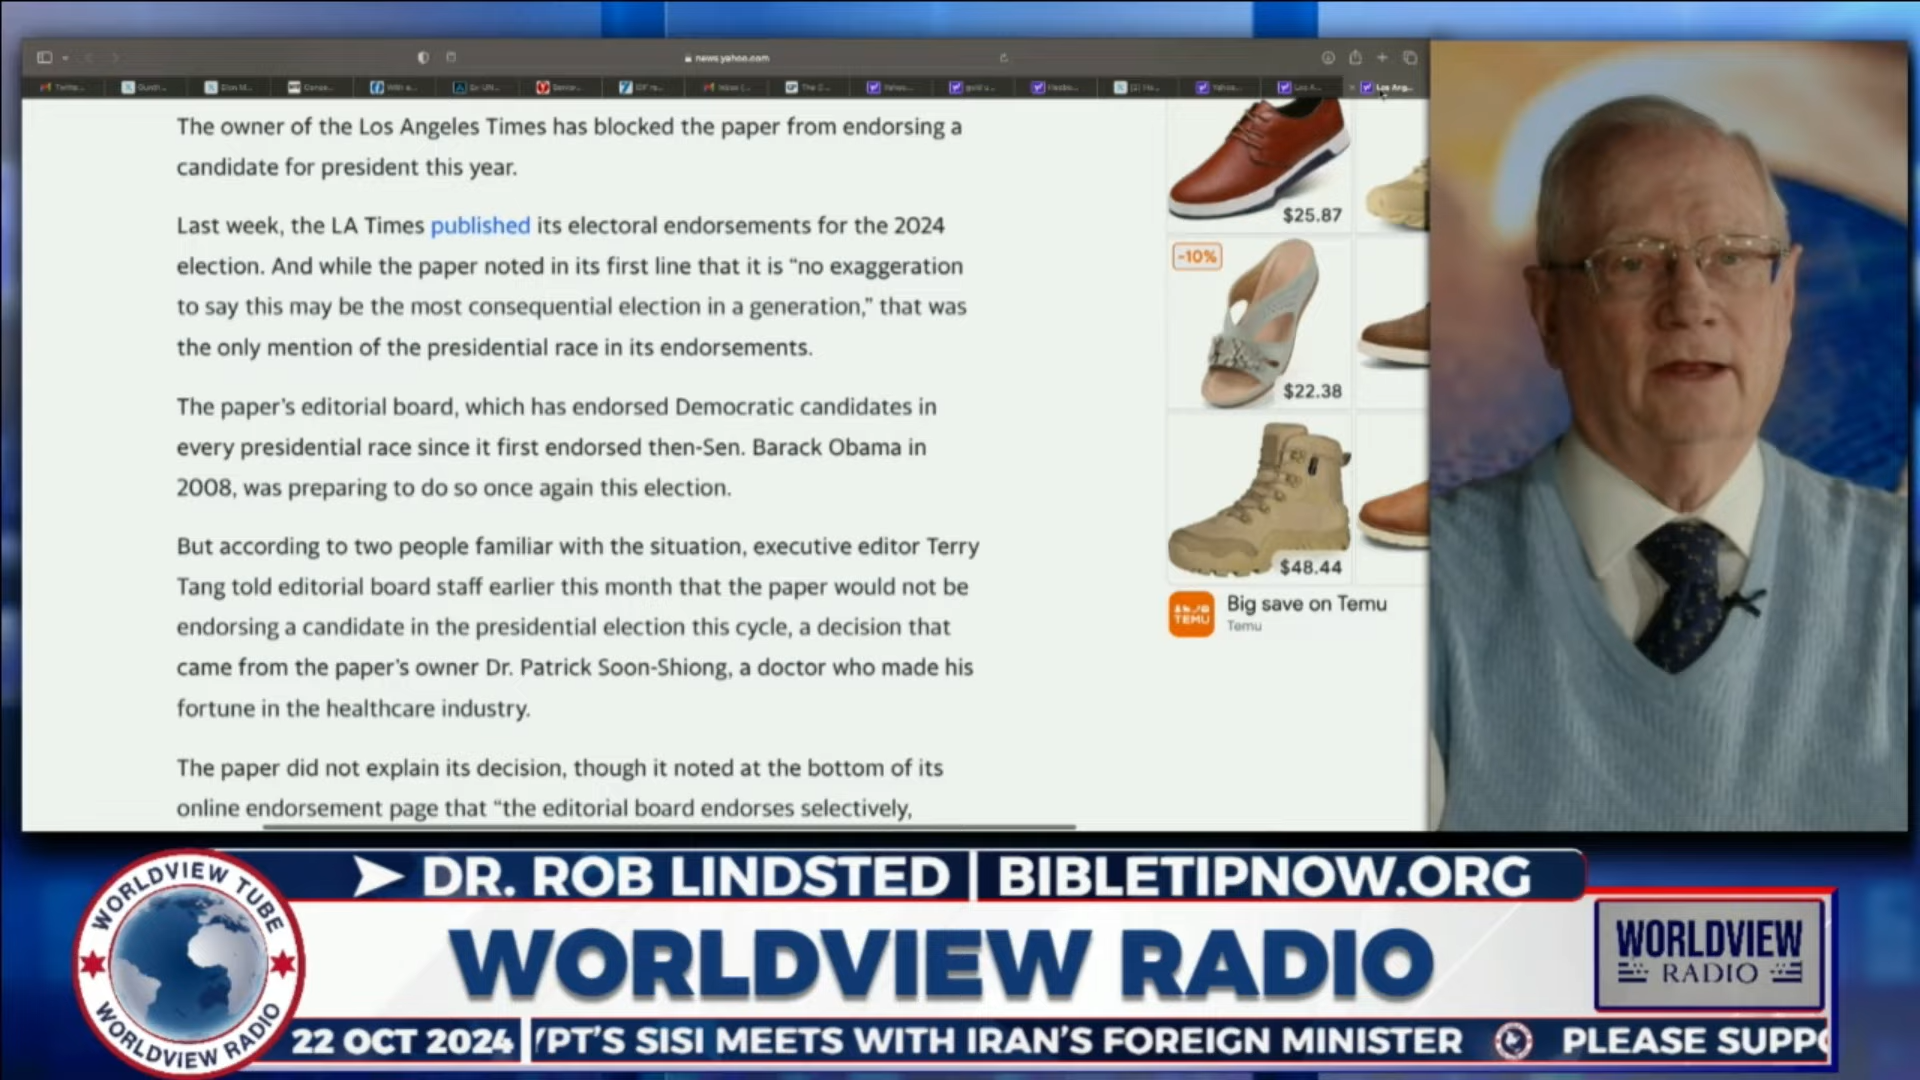 news.yahoo.com
The owner of the Los Angeles Times has blocked the paper from endorsing a
candidate for president this year.
Last week, the LA Times published its electoral endorsements for the 2024
election. And while the paper noted in its first line that it is “no exaggeration
to say this may be the most consequential election in a generation,” that was
the only mention of the presidential race in its endorsements.
The paper’s editorial board, which has endorsed Democratic candidates in
every presidential race since it first endorsed then-Sen. Barack Obama in
2008, was preparing to do so once again this election.
But according to two people familiar with the situation, executive editor Terry
Tang told editorial board staff earlier this month that the paper would not be
endorsing a candidate in the presidential election this cycle, a decision that
came from the paper’s owner Dr. Patrick Soon-Shiong, a doctor who made his
fortune in the healthcare industry.
The paper did not explain its decision, though it noted at the bottom of its
online endorsement page that “the editorial board endorses selectively,
$25.87
-10%
$22.38
$48.44
TEMU
Big save on Temu
Temu
DR. ROB LINDSTED | BIBLETIPNOW.ORG
WORLDVIEW TUBE
WORLDVIEW RADIO
WORLDVIEW RADIO
WORLDVIEW
RADIO
22 OCT 2024
YPT’S SISI MEETS WITH IRAN’S FOREIGN MINISTER
PLEASE SUPPO